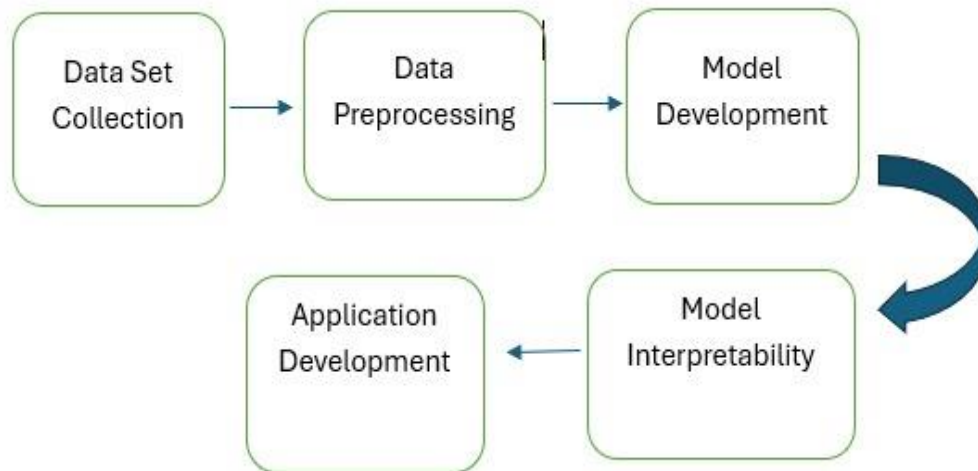 Data Set
Collection
Data
Preprocessing
Model
Development
Application
Development
Model
Interpretability